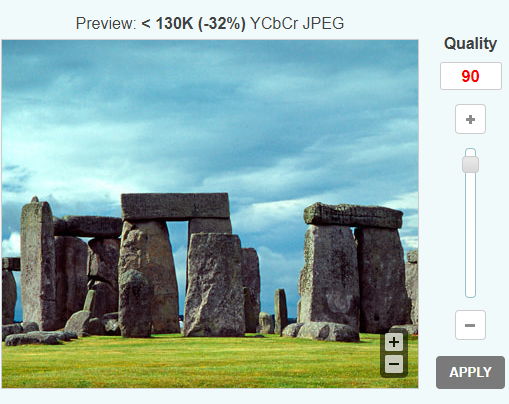 Preview: < 130K (-32%) YCbCr JPEG
Quality
90
+
−
+
−
APPLY